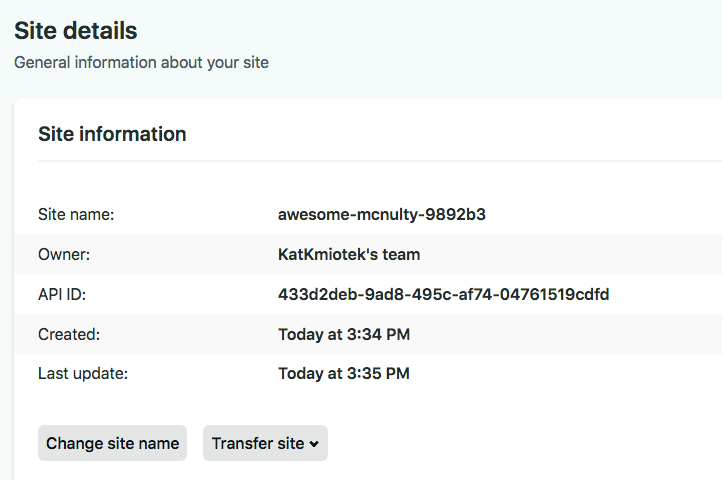 Site details
General information about your site
Site information
Site name: awesome-mcnulty-9892b3
Owner: KatKmiotek's team
API ID: 433d2deb-9ad8-495c-af74-04761519cdfd
Created: Today at 3:34 PM
Last update: Today at 3:35 PM
Change site name Transfer site